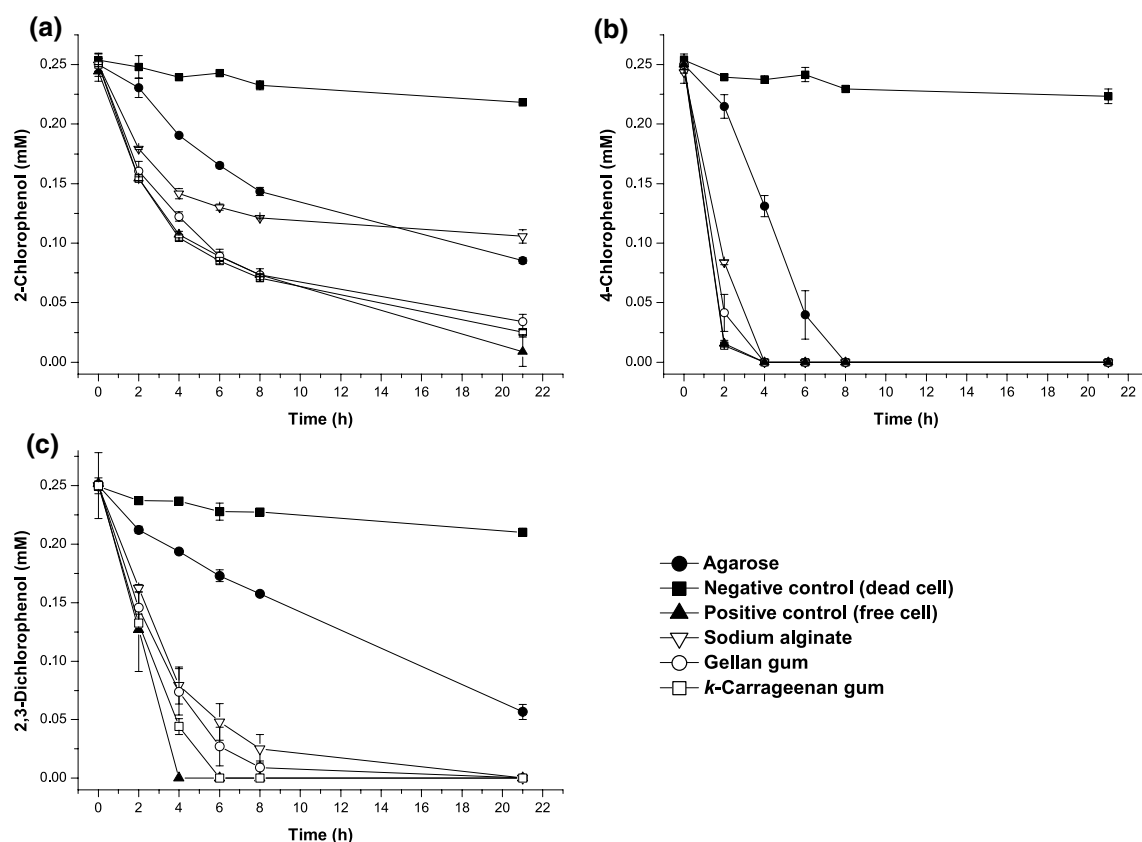 (a)
2-Chlorophenol (mM)
0.25
0.20
0.15
0.10
0.05
0.00
0 2 4 6 8 10 12 14 16 18 20 22
Time (h)
(b)
4-Chlorophenol (mM)
0.25
0.20
0.15
0.10
0.05
0.00
0 2 4 6 8 10 12 14 16 18 20 22
Time (h)
(c)
2,3-Dichlorophenol (mM)
0.25
0.20
0.15
0.10
0.05
0.00
0 2 4 6 8 10 12 14 16 18 20 22
Time (h)
Agarose
Negative control (dead cell)
Positive control (free cell)
Sodium alginate
Gellan gum
k-Carrageenan gum